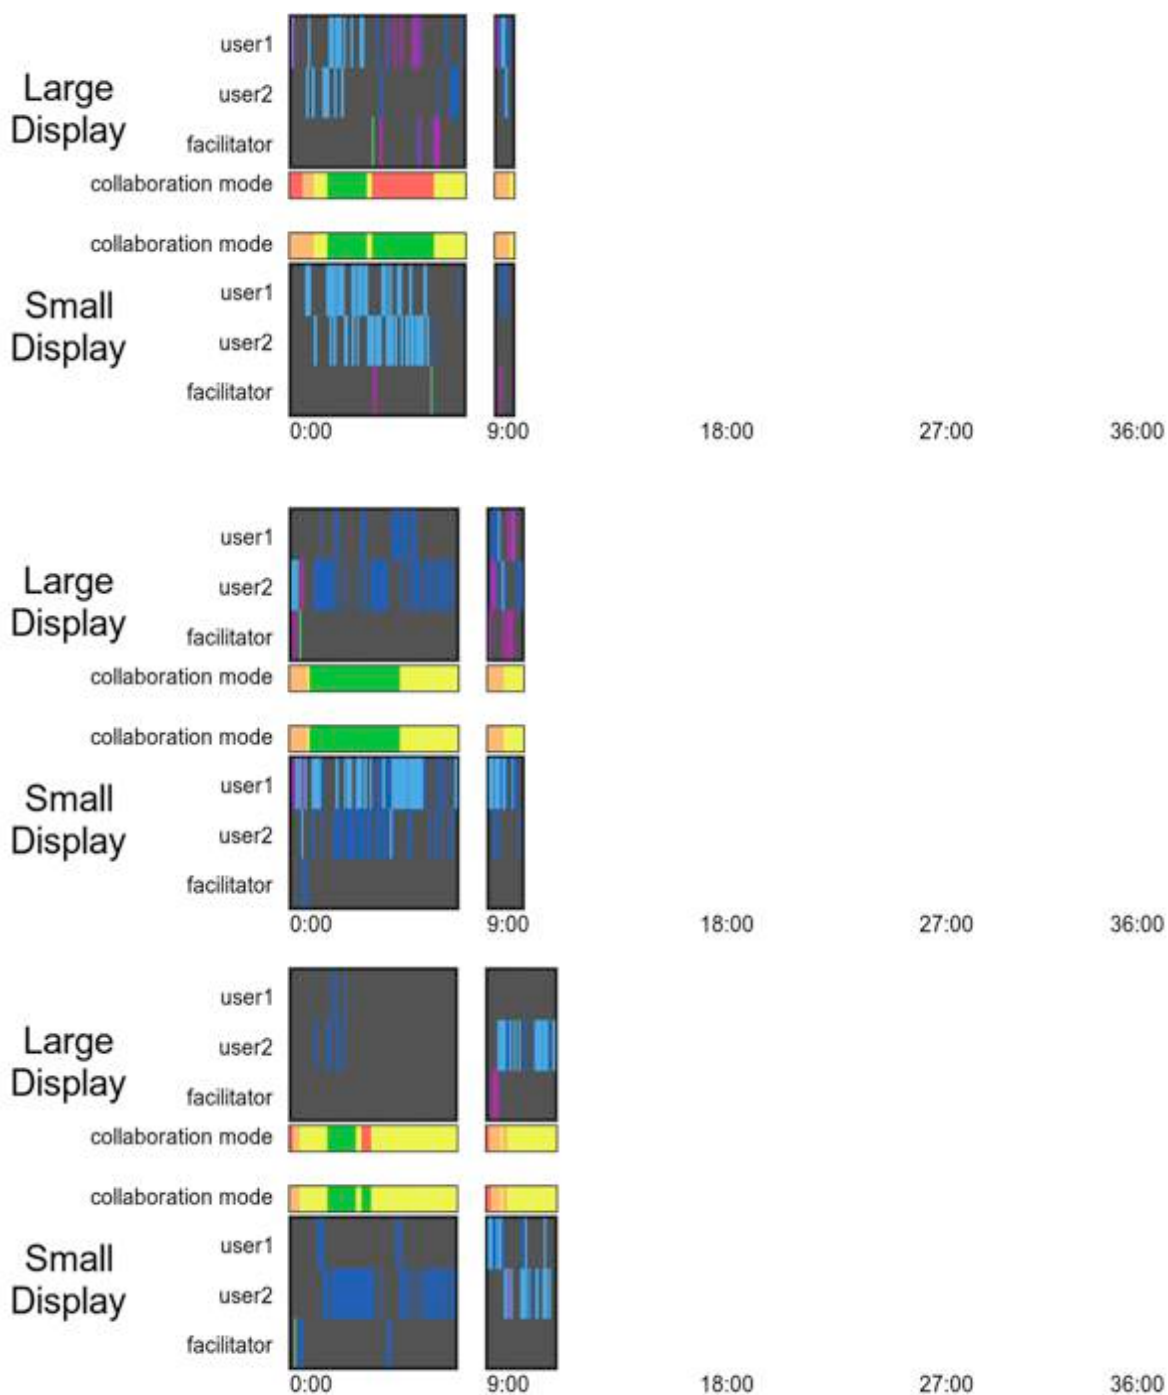 user1
Large
Display
user2
facilitator
collaboration mode
collaboration mode
Small
Display
user1
user2
facilitator
0:00 9:00 18:00 27:00 36:00
user1
Large
Display
user2
facilitator
collaboration mode
collaboration mode
Small
Display
user1
user2
facilitator
0:00 9:00 18:00 27:00 36:00
user1
Large
Display
user2
facilitator
collaboration mode
collaboration mode
Small
Display
user1
user2
facilitator
0:00 9:00 18:00 27:00 36:00